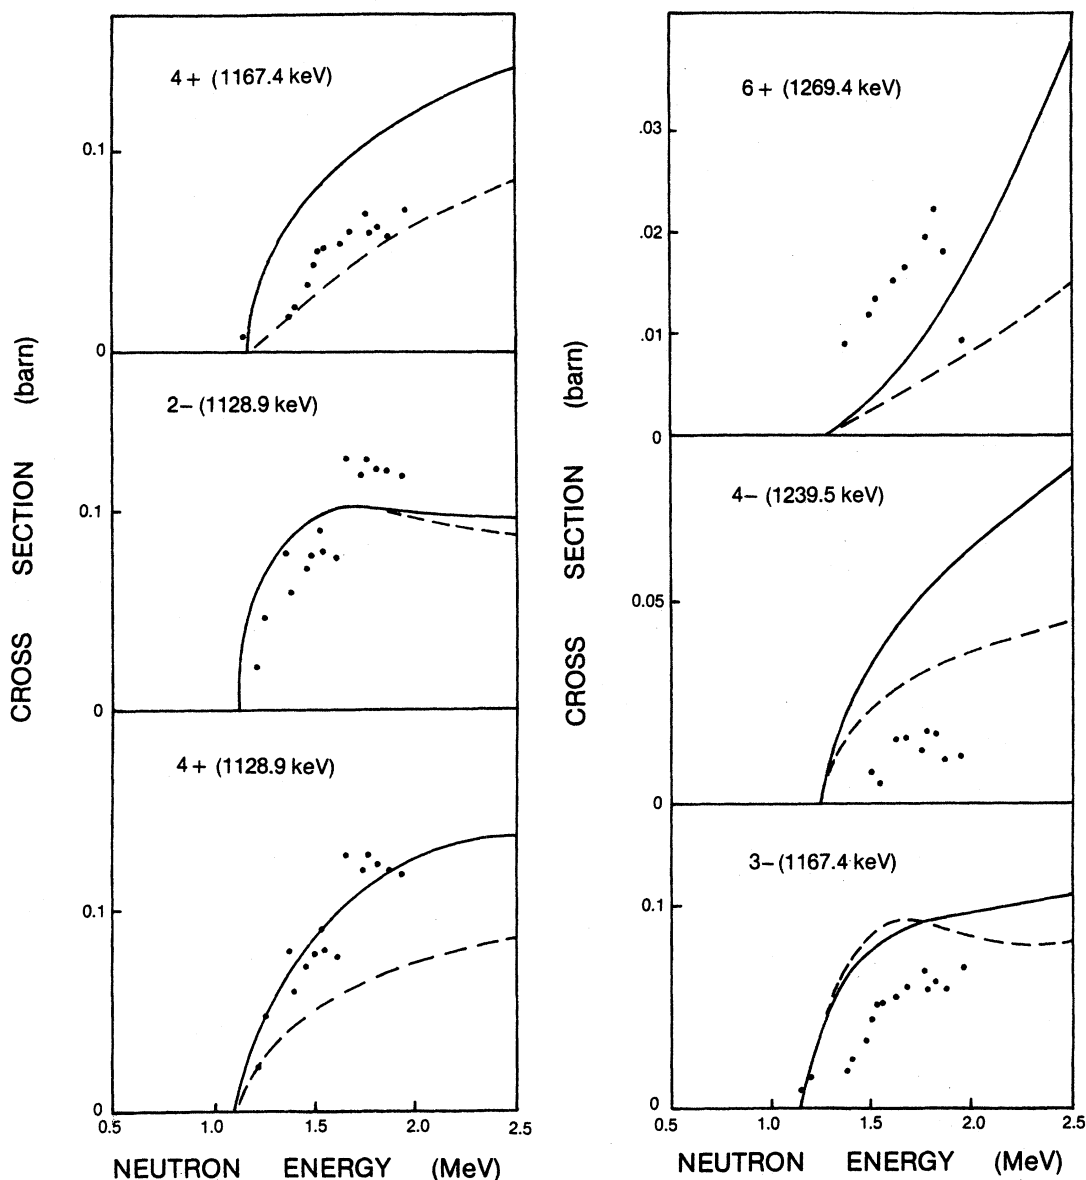 4+ (1167.4 keV)
0.1
0
2– (1128.9 keV)
0.1
0
4+ (1128.9 keV)
0.1
0
0.5 1.0 1.5 2.0 2.5
NEUTRON ENERGY (MeV)
CROSS SECTION (barn)
6+ (1269.4 keV)
.03
.02
.01
0
4– (1239.5 keV)
0.05
0
3– (1167.4 keV)
0.1
0
0.5 1.0 1.5 2.0 2.5
NEUTRON ENERGY (MeV)
CROSS SECTION (barn)